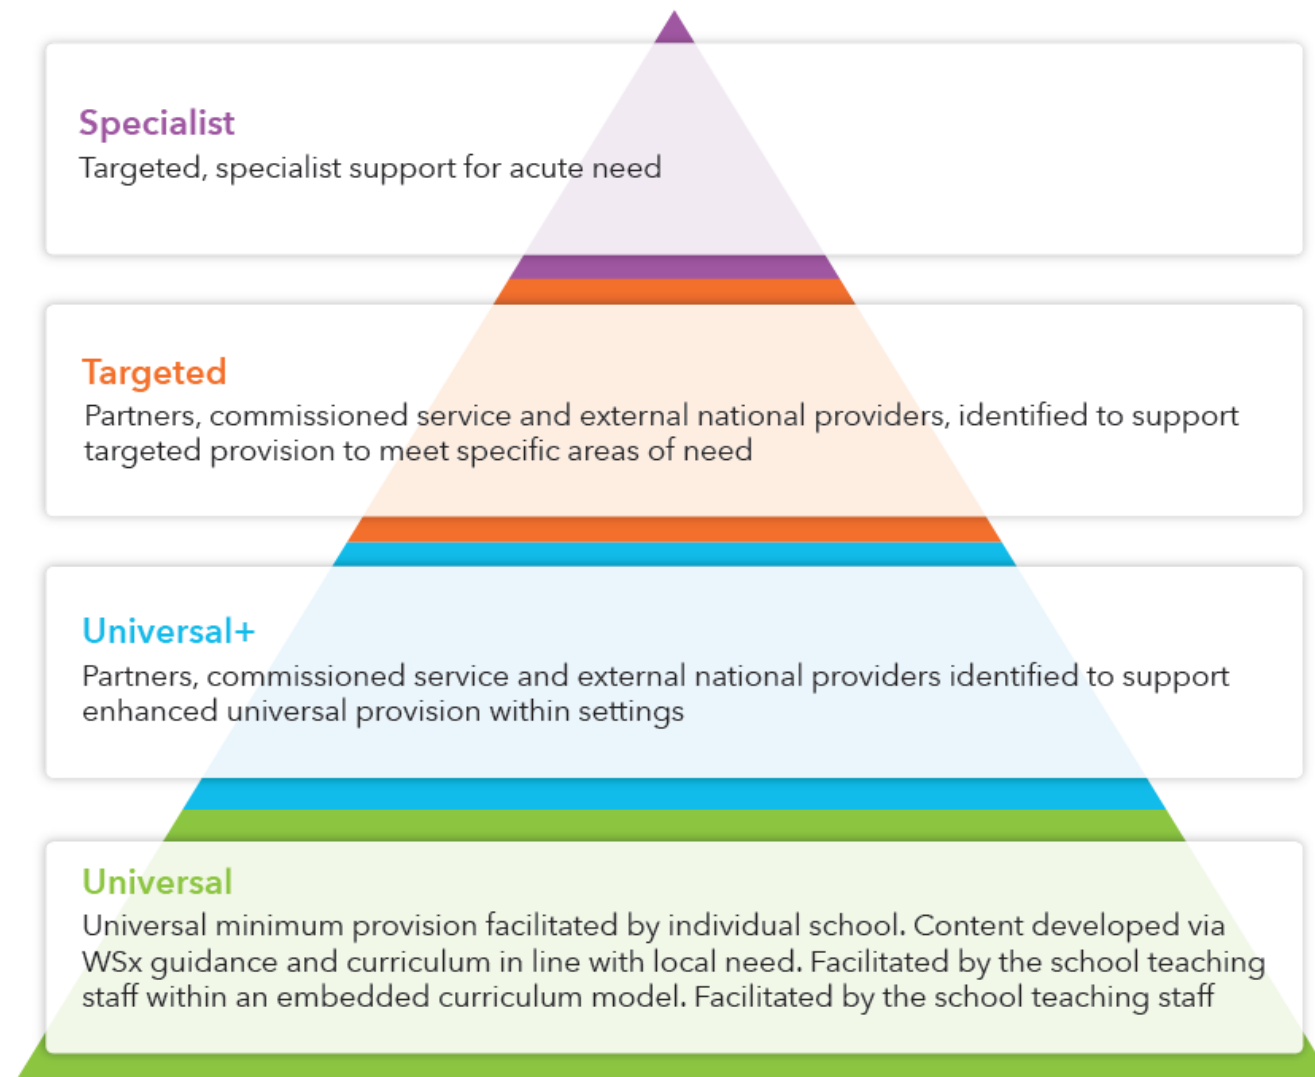 Specialist
Targeted, specialist support for acute need
Targeted
Partners, commissioned service and external national providers, identified to support
targeted provision to meet specific areas of need
Universal+
Partners, commissioned service and external national providers identified to support
enhanced universal provision within settings
Universal
Universal minimum provision facilitated by individual school. Content developed via
WSx guidance and curriculum in line with local need. Facilitated by the school teaching
staff within an embedded curriculum model. Facilitated by the school teaching staff